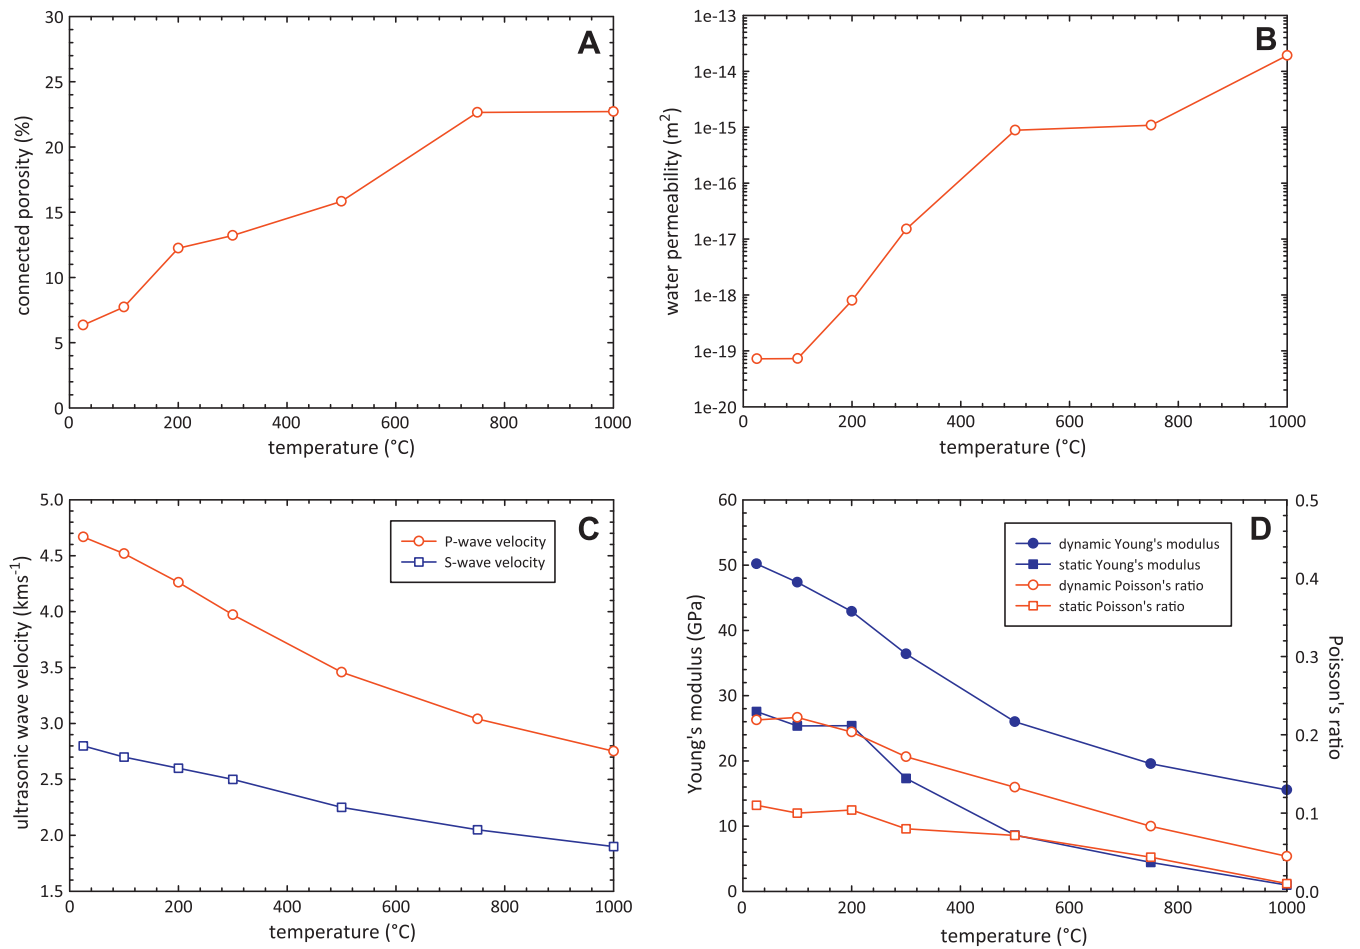 A
30
25
20
15
10
5
0
connected porosity (%)
0 200 400 600 800 1000
temperature (°C)
B
1e-13
1e-14
1e-15
1e-16
1e-17
1e-18
1e-19
1e-20
water permeability (m²)
0 200 400 600 800 1000
temperature (°C)
C
5.0
4.5
4.0
3.5
3.0
2.5
2.0
1.5
ultrasonic wave velocity (kms⁻¹)
P-wave velocity
S-wave velocity
0 200 400 600 800 1000
temperature (°C)
D
60
50
40
30
20
10
0
Young's modulus (GPa)
dynamic Young's modulus
static Young's modulus
dynamic Poisson's ratio
static Poisson's ratio
0.5
0.4
0.3
0.2
0.1
0.0
Poisson's ratio
0 200 400 600 800 1000
temperature (°C)